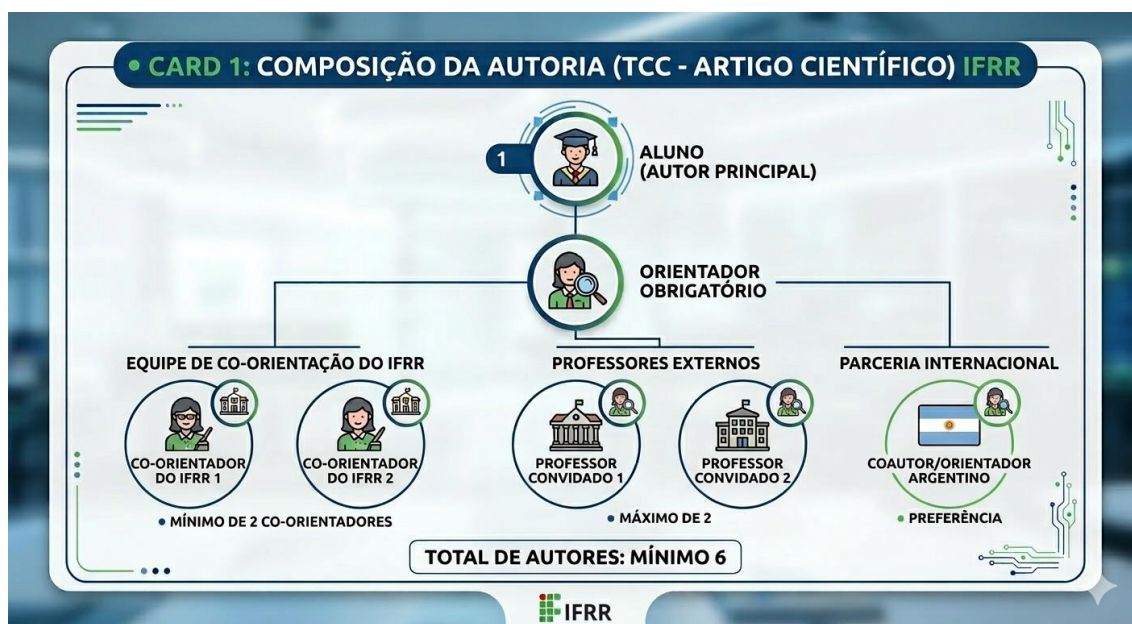 CARD 1: COMPOSIÇÃO DA AUTORIA (TCC - ARTIGO CIENTÍFICO) IFRR
1
ALUNO
(AUTOR PRINCIPAL)
ORIENTADOR
OBRIGATÓRIO
EQUIPE DE CO-ORIENTAÇÃO DO IFRR
CO-ORIENTADOR
DO IFRR 1
CO-ORIENTADOR
DO IFRR 2
• MÍNIMO DE 2 CO-ORIENTADORES
PROFESSORES EXTERNOS
PROFESSOR
CONVIDADO 1
PROFESSOR
CONVIDADO 2
• MÁXIMO DE 2
PARCERIA INTERNACIONAL
COAUTOR/ORIENTADOR
ARGENTINO
• PREFERÈNCIA
TOTAL DE AUTORES: MÍNIMO 6
IFRR